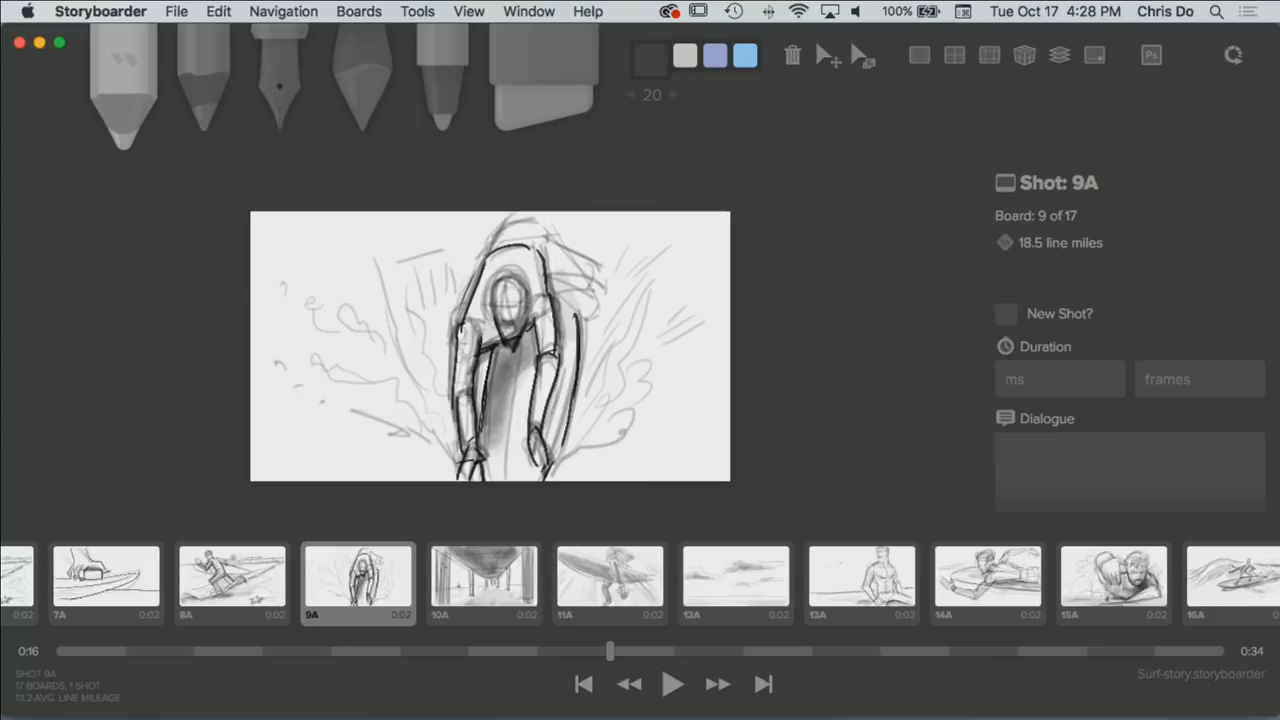 Storyboarder File Edit Navigation Boards Tools View Window Help 100% Tue Oct 17 4:28 PM Chris Do
20
Ps
Shot: 9A
Board: 9 of 17
18.5 line miles
New Shot?
Duration
ms frames
Dialogue
0:02 7A 0:02 8A 0:02 9A 0:02 10A 0:02 11A 0:02 12A 0:02 13A 0:02 14A 0:02 15A 0:02 16A
0:16 0:34
SHOT 9A
17 BOARDS, 1 SHOT
13.2 AVG. LINE MILEAGE
Surf-story.storyboarder